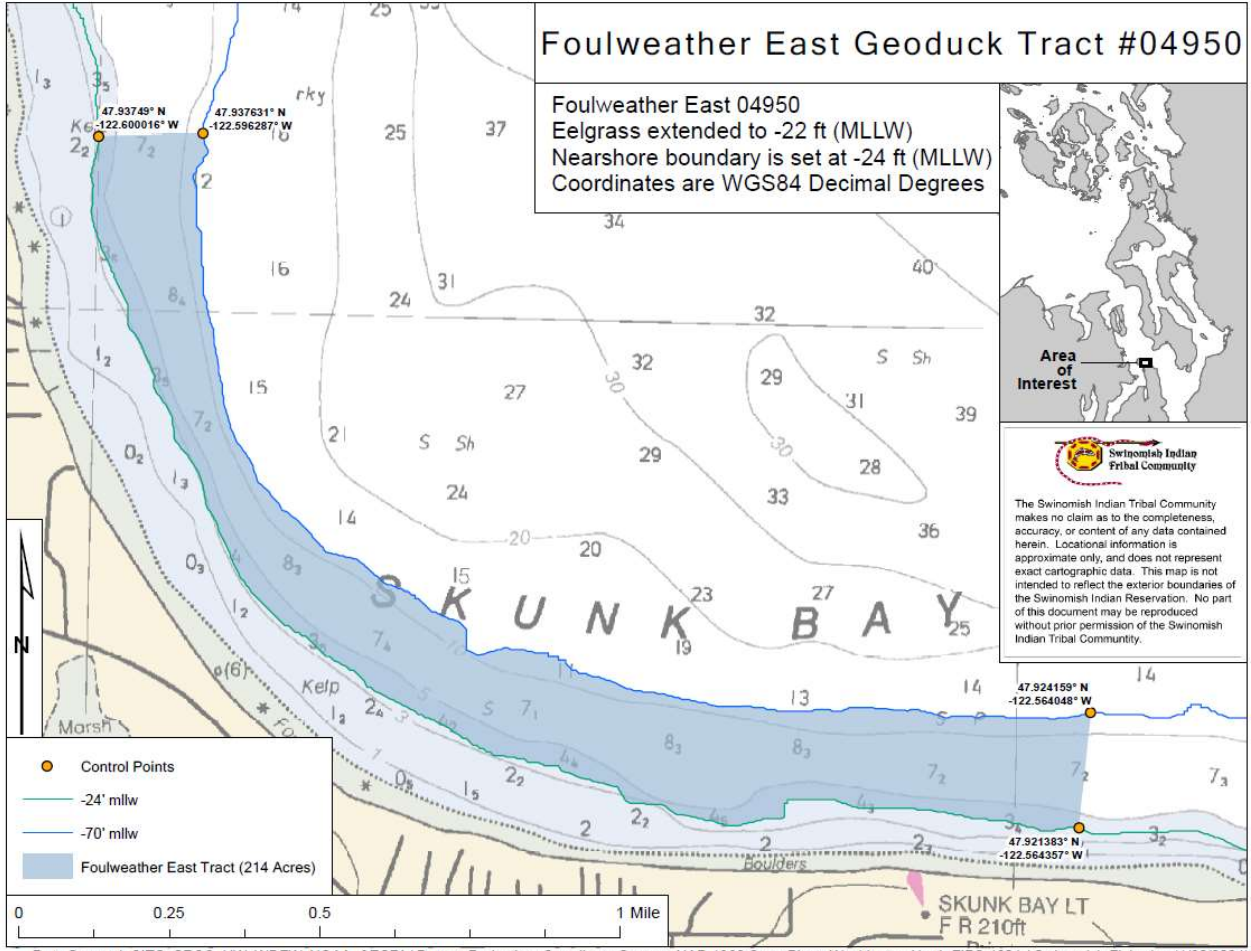 Foulweather East Geoduck Tract #04950
Foulweather East 04950
Eelgrass extended to -22 ft (MLLW)
Nearshore boundary is set at -24 ft (MLLW)
Coordinates are WGS84 Decimal Degrees
47.93749° N
-122.600016° W
47.937631° N
-122.596287° W
rky
25
37
34
31
24
40
32
16
S Sh
32
29
31
39
30
27
15
21
S Sh
29
30
28
24
33
14
36
20
20
15
23
27
25
SKUNK BAY
19
13
14
14
Area
of
Interest
Swinomish Indian
Tribal Community
The Swinomish Indian Tribal Community
makes no claim as to the completeness,
accuracy, or content of any data contained
herein. Locational information is
approximate only, and does not represent
exact cartographic data. This map is not
intended to reflect the exterior boundaries of
the Swinomish Indian Reservation. No part
of this document may be reproduced
without prior permission of the Swinomish
Indian Tribal Communtity.
47.924159° N
-122.564048° W
47.921383° N
-122.564357° W
N
Marsh
Kelp
Boulders
SKUNK BAY LT
F R 210ft
Control Points
-24' mllw
-70' mllw
Foulweather East Tract (214 Acres)
0 0.25 0.5 1 Mile